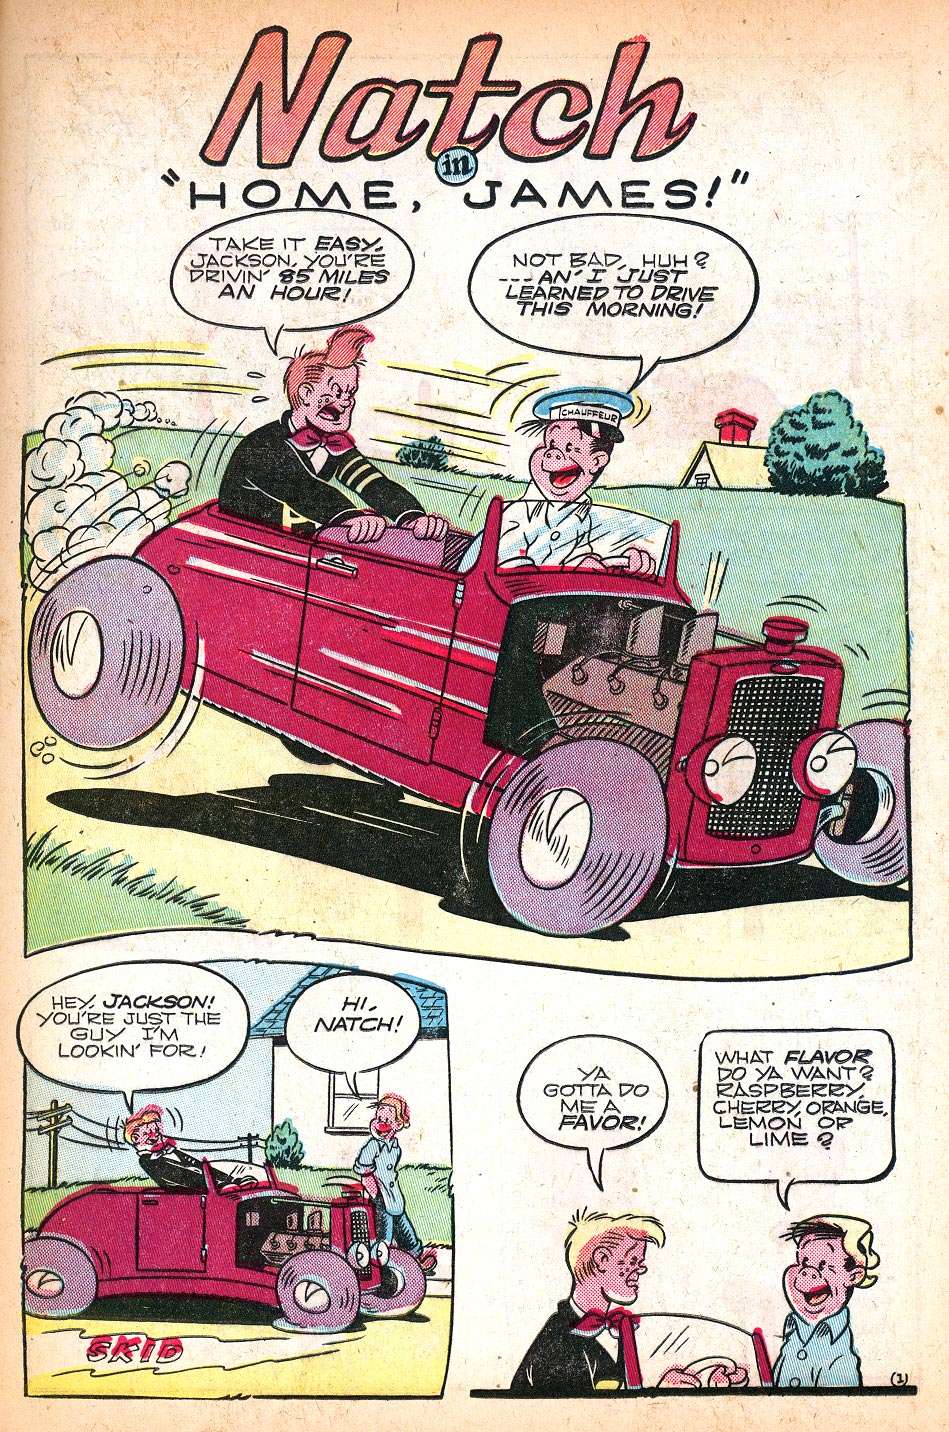 Natch
in
"HOME, JAMES!"
TAKE IT EASY,
JACKSON, YOU'RE
DRIVIN' 85 MILES
AN HOUR!
NOT BAD, HUH?
--- AN' I JUST
LEARNED TO DRIVE
THIS MORNING!
CHAUFFEUR
HEY, JACKSON!
YOU'RE JUST THE
GUY I'M
LOOKIN' FOR!
HI,
NATCH!
SKID
YA
GOTTA DO
ME A
FAVOR!
WHAT FLAVOR
DO YA WANT?
RASPBERRY,
CHERRY, ORANGE,
LEMON OR
LIME?
(1)